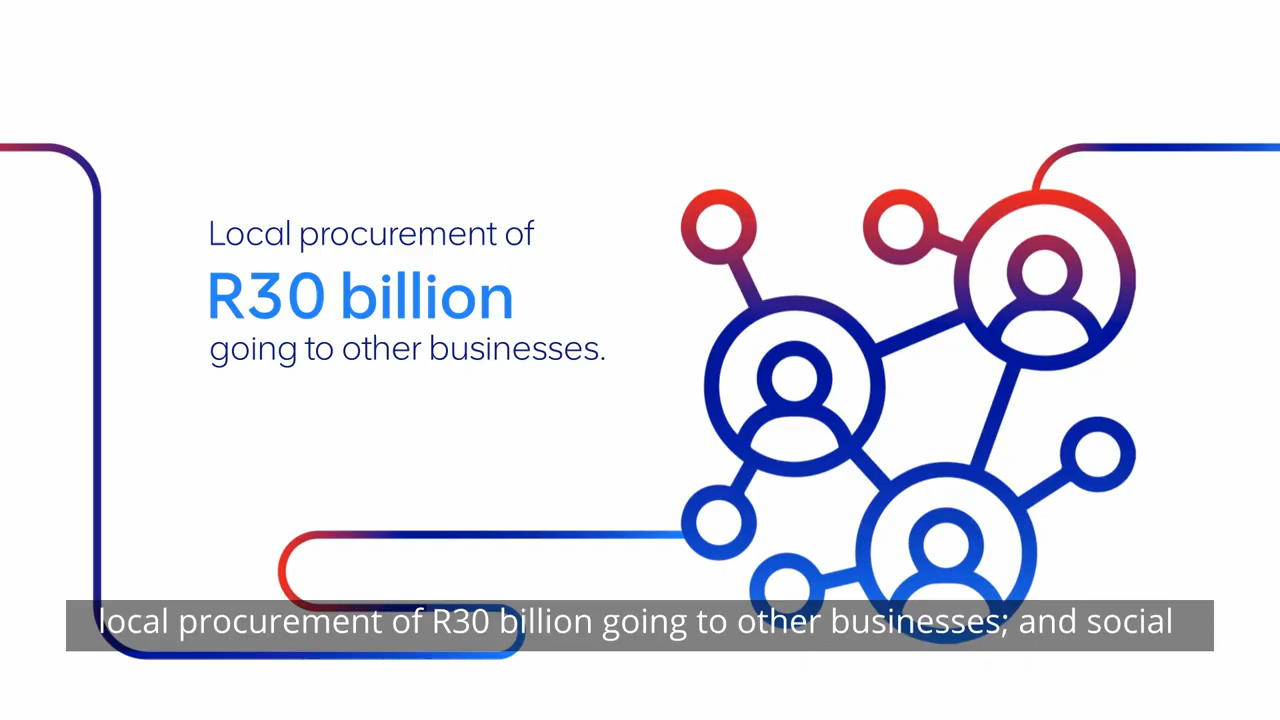 Local procurement of
R30 billion
going to other businesses.
local procurement of R30 billion going to other businesses; and social